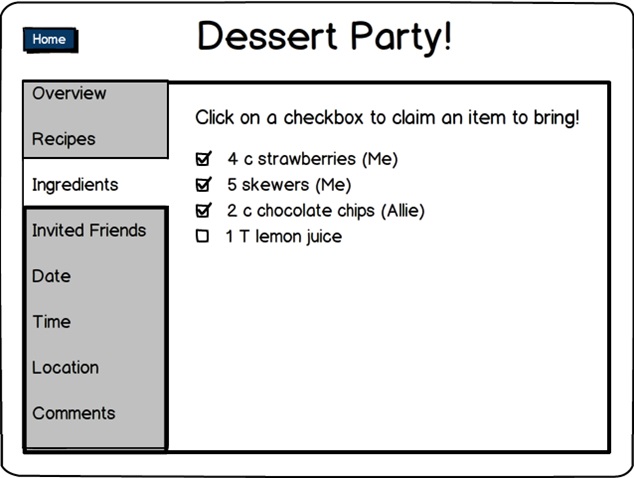 Home
Dessert Party!
Overview
Recipes
Ingredients
Invited Friends
Date
Time
Location
Comments
Click on a checkbox to claim an item to bring!
4 c strawberries (Me)
5 skewers (Me)
2 c chocolate chips (Allie)
1 T lemon juice